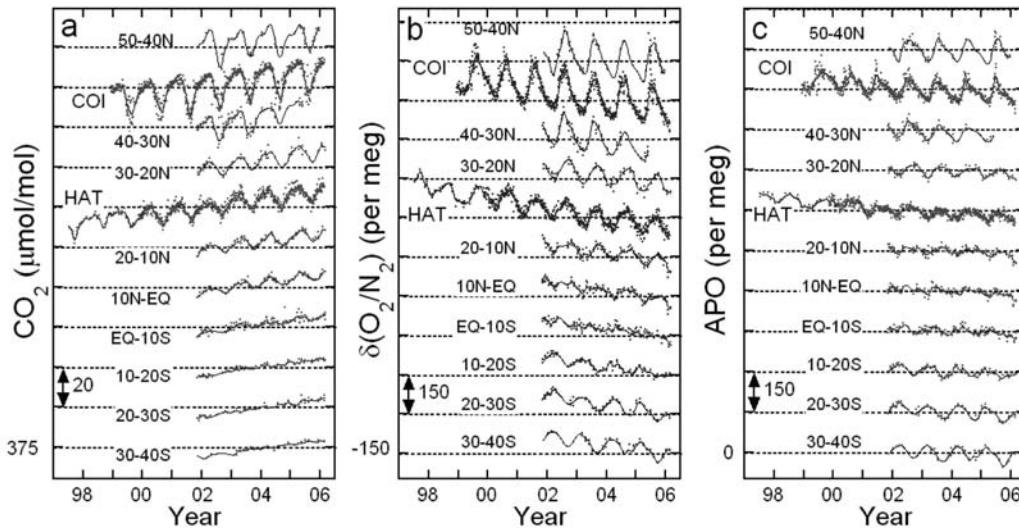 a
CO2 (μmol/mol)
50-40N
COI
40-30N
30-20N
HAT
20-10N
10N-EQ
EQ-10S
20
10-20S
20-30S
375
30-40S
98 00 02 04 06
Year
b
δ(O2/N2) (per meg)
50-40N
COI
40-30N
30-20N
HAT
20-10N
10N-EQ
EQ-10S
10-20S
150
20-30S
-150
30-40S
98 00 02 04 06
Year
c
APO (per meg)
50-40N
COI
40-30N
30-20N
HAT
20-10N
10N-EQ
EQ-10S
10-20S
150
20-30S
0
30-40S
98 00 02 04 06
Year